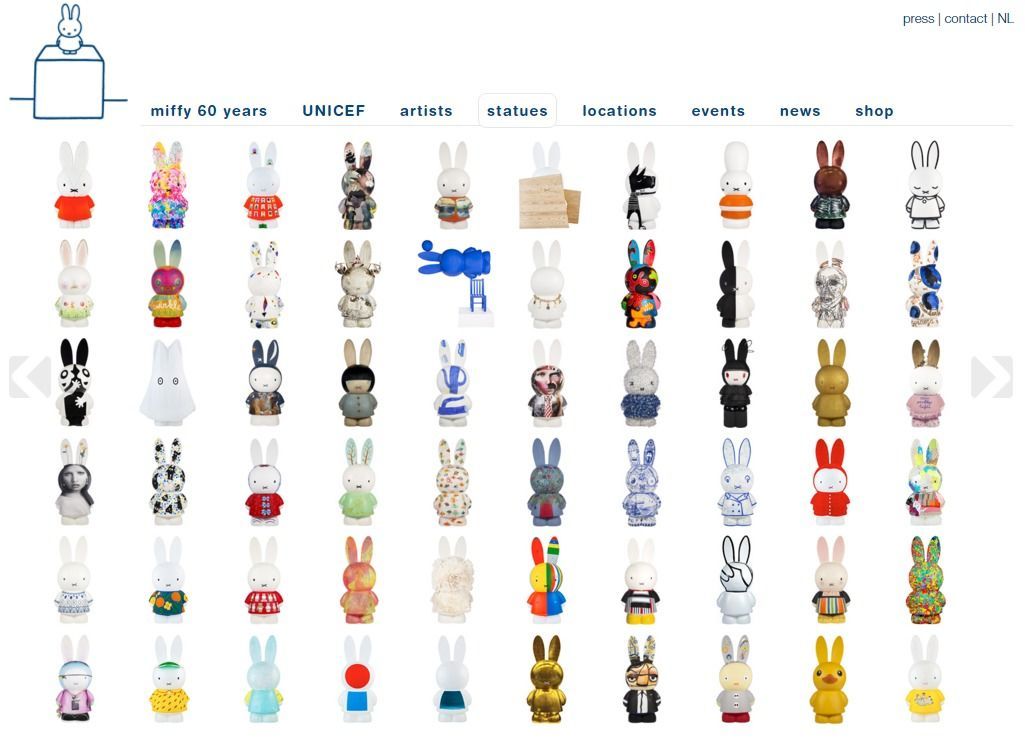 press | contact | NL
miffy 60 years UNICEF artists statues locations events news shop